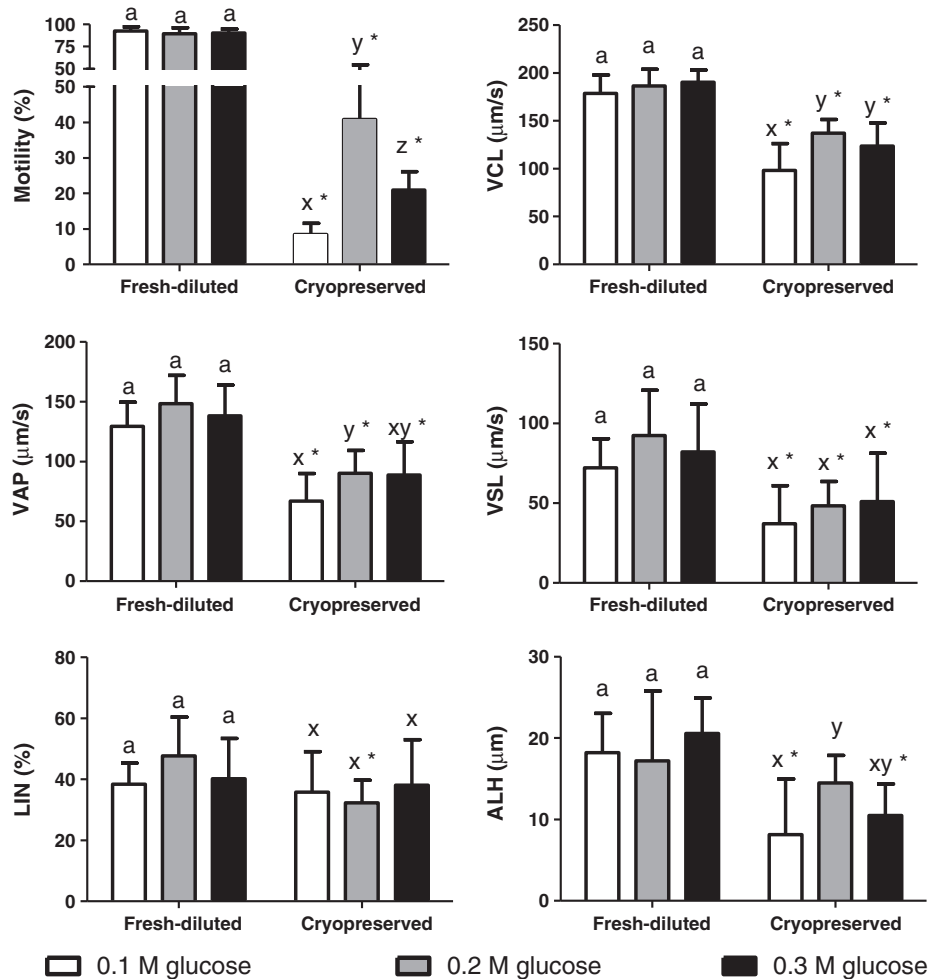 Motility (%)
100
75
50
50
40
30
20
10
0
a
a
a
x *
y *
z *
Fresh-diluted
Cryopreserved
VCL (μm/s)
250
200
150
100
50
0
a
a
a
x *
y *
y *
Fresh-diluted
Cryopreserved
VAP (μm/s)
200
150
100
50
0
a
a
a
x *
y *
xy *
Fresh-diluted
Cryopreserved
VSL (μm/s)
150
100
50
0
a
a
a
x *
x *
x *
Fresh-diluted
Cryopreserved
LIN (%)
80
60
40
20
0
a
a
a
x
x *
x
Fresh-diluted
Cryopreserved
ALH (μm)
30
20
10
0
a
a
a
x *
y
xy *
Fresh-diluted
Cryopreserved
0.1 M glucose
0.2 M glucose
0.3 M glucose